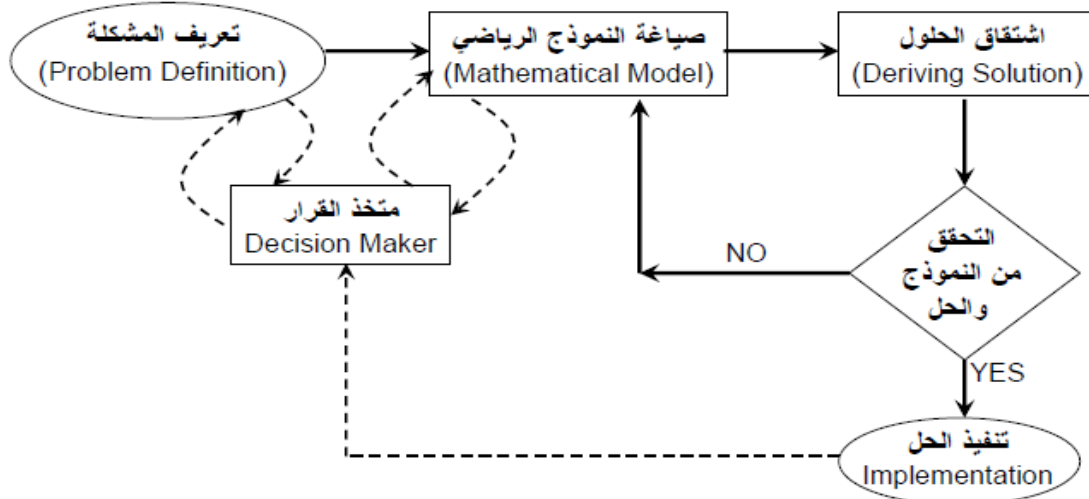 تعريف المشكلة
(Problem Definition)
صياغة النموذج الرياضي
(Mathematical Model)
اشتقاق الحلول
(Deriving Solution)
متخذ القرار
Decision Maker
التحقق
من النموذج
والحل
NO
YES
تنفيذ الحل
Implementation